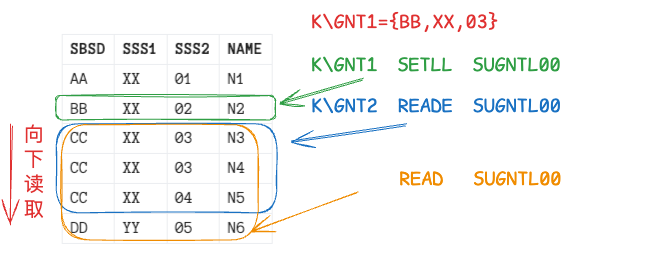 K\GNT1={BB,XX,03}
SBSD SSS1 SSS2 NAME
AA XX 01 N1
BB XX 02 N2
CC XX 03 N3
CC XX 03 N4
CC XX 04 N5
DD YY 05 N6
K\GNT1 SETLL SUGNTL00
K\GNT2 READE SUGNTL00
READ SUGNTL00
向
下
读
取